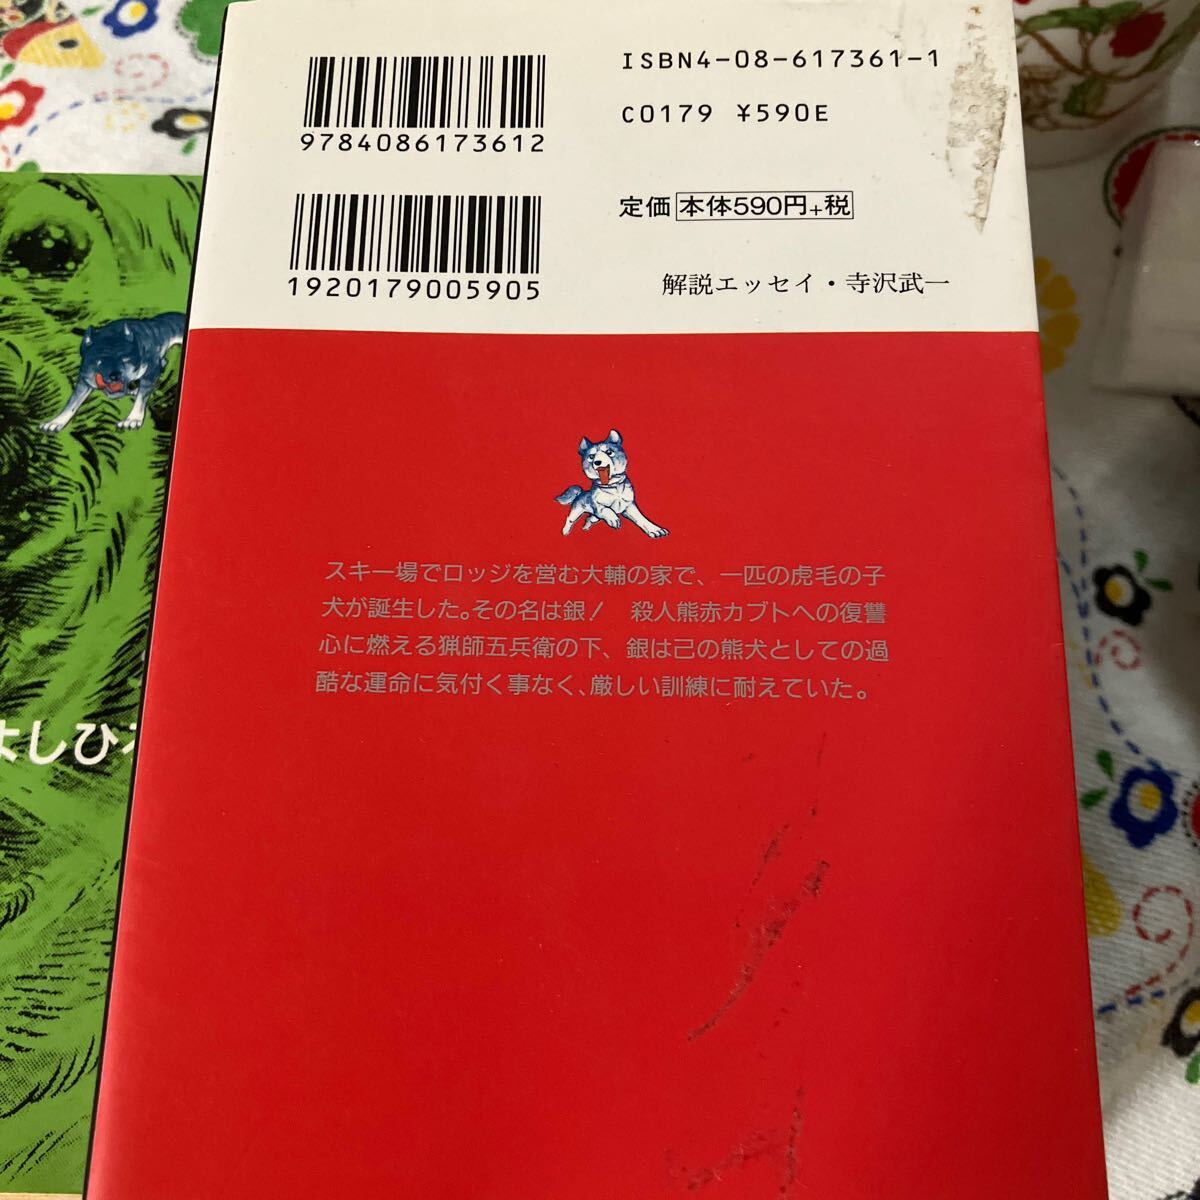 ISBN4-08-617361-1
C0179 ¥590E
9784086173612
定価 本体590円+税
1920179005905
解説エッセイ・寺沢武一
スキー場でロッジを営む大輔の家で、一匹の虎毛の子
犬が誕生した。その名は銀! 殺人熊赤カブトへの復讐
心に燃える猟師五兵衛の下、銀は己の熊犬としての過
酷な運命に気付く事なく、厳しい訓練に耐えていた。
よしひ